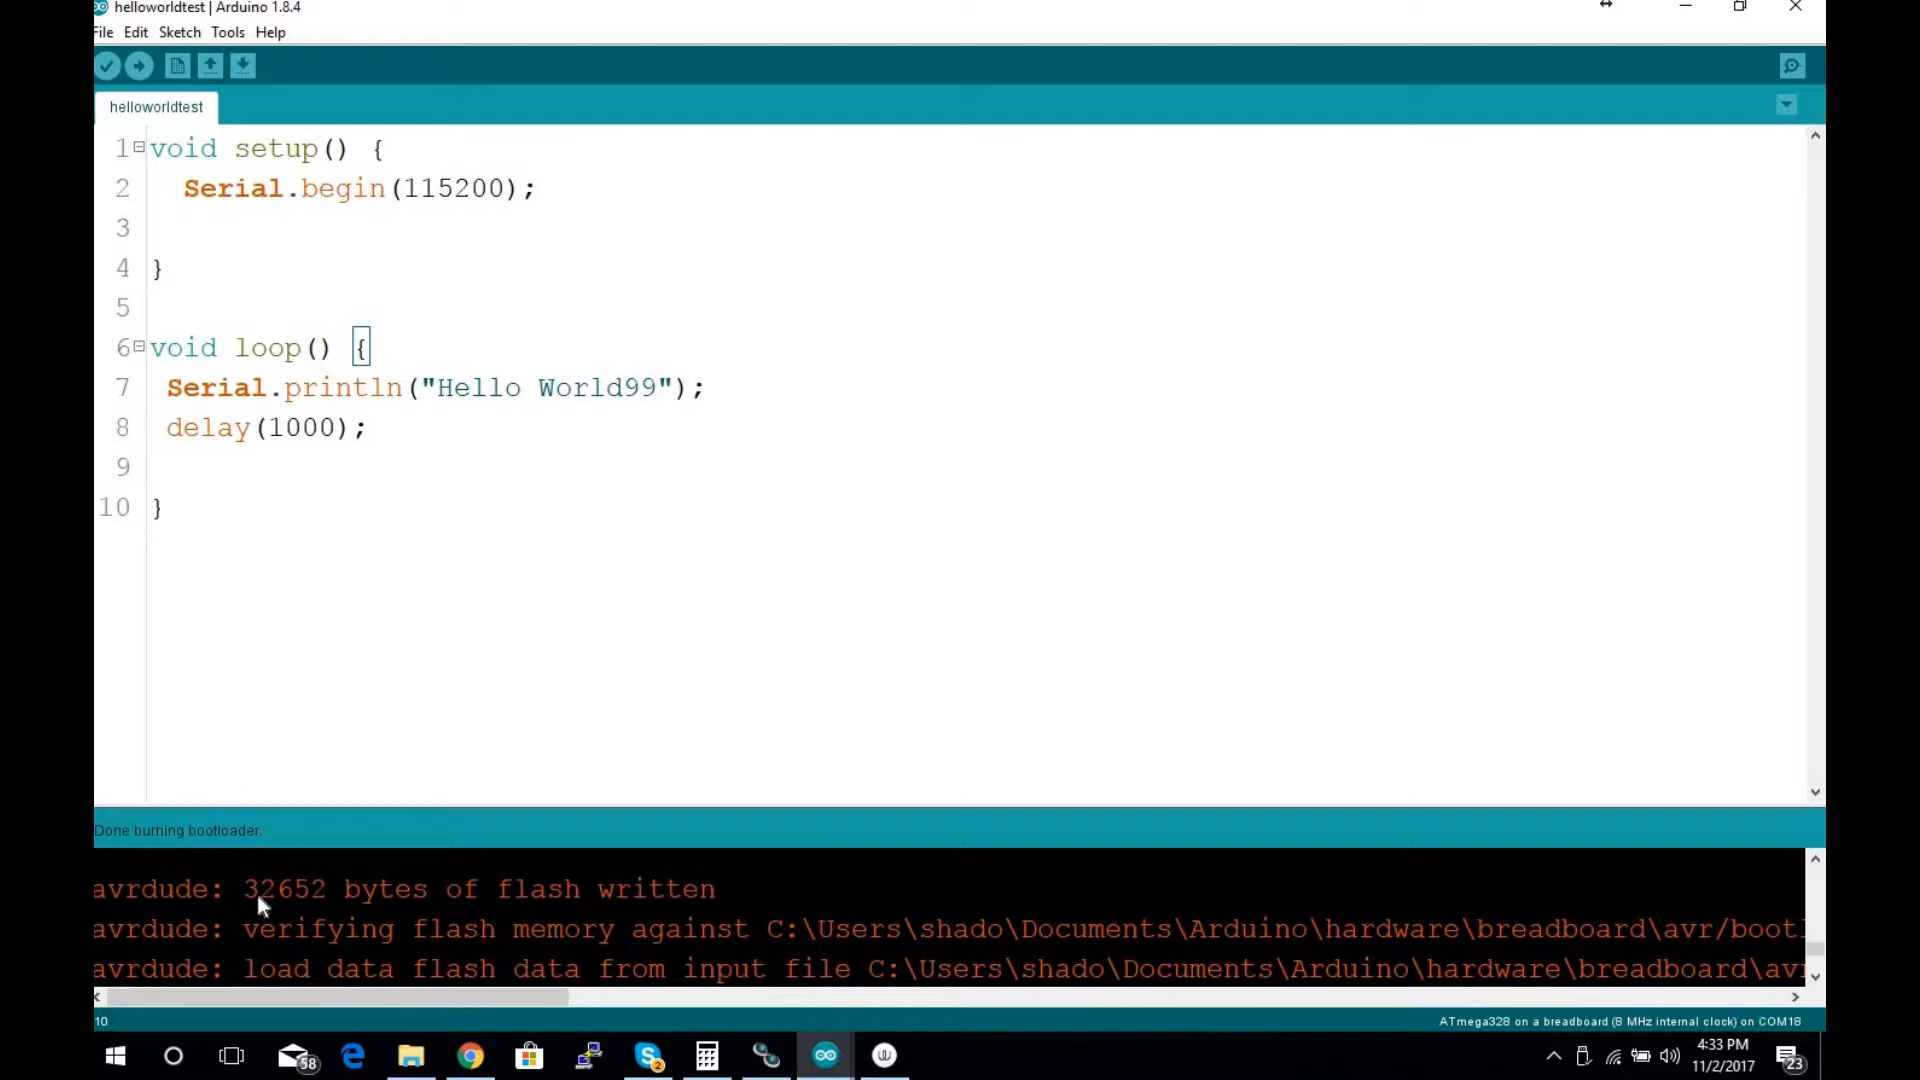 helloworldtest | Arduino 1.8.4
File Edit Sketch Tools Help
helloworldtest
1 void setup() {
2 Serial.begin(115200);
3
4 }
5
6 void loop() {
7 Serial.println("Hello World99");
8 delay(1000);
9
10 }
Done burning bootloader.
avrdude: 32652 bytes of flash written
avrdude: verifying flash memory against C:\Users\shado\Documents\Arduino\hardware\breadboard\avr/bootl
avrdude: load data flash data from input file C:\Users\shado\Documents\Arduino\hardware\breadboard\avr
10 ATmega328 on a breadboard (8 MHz internal clock) on COM18
58 2 4:33 PM 23
11/2/2017